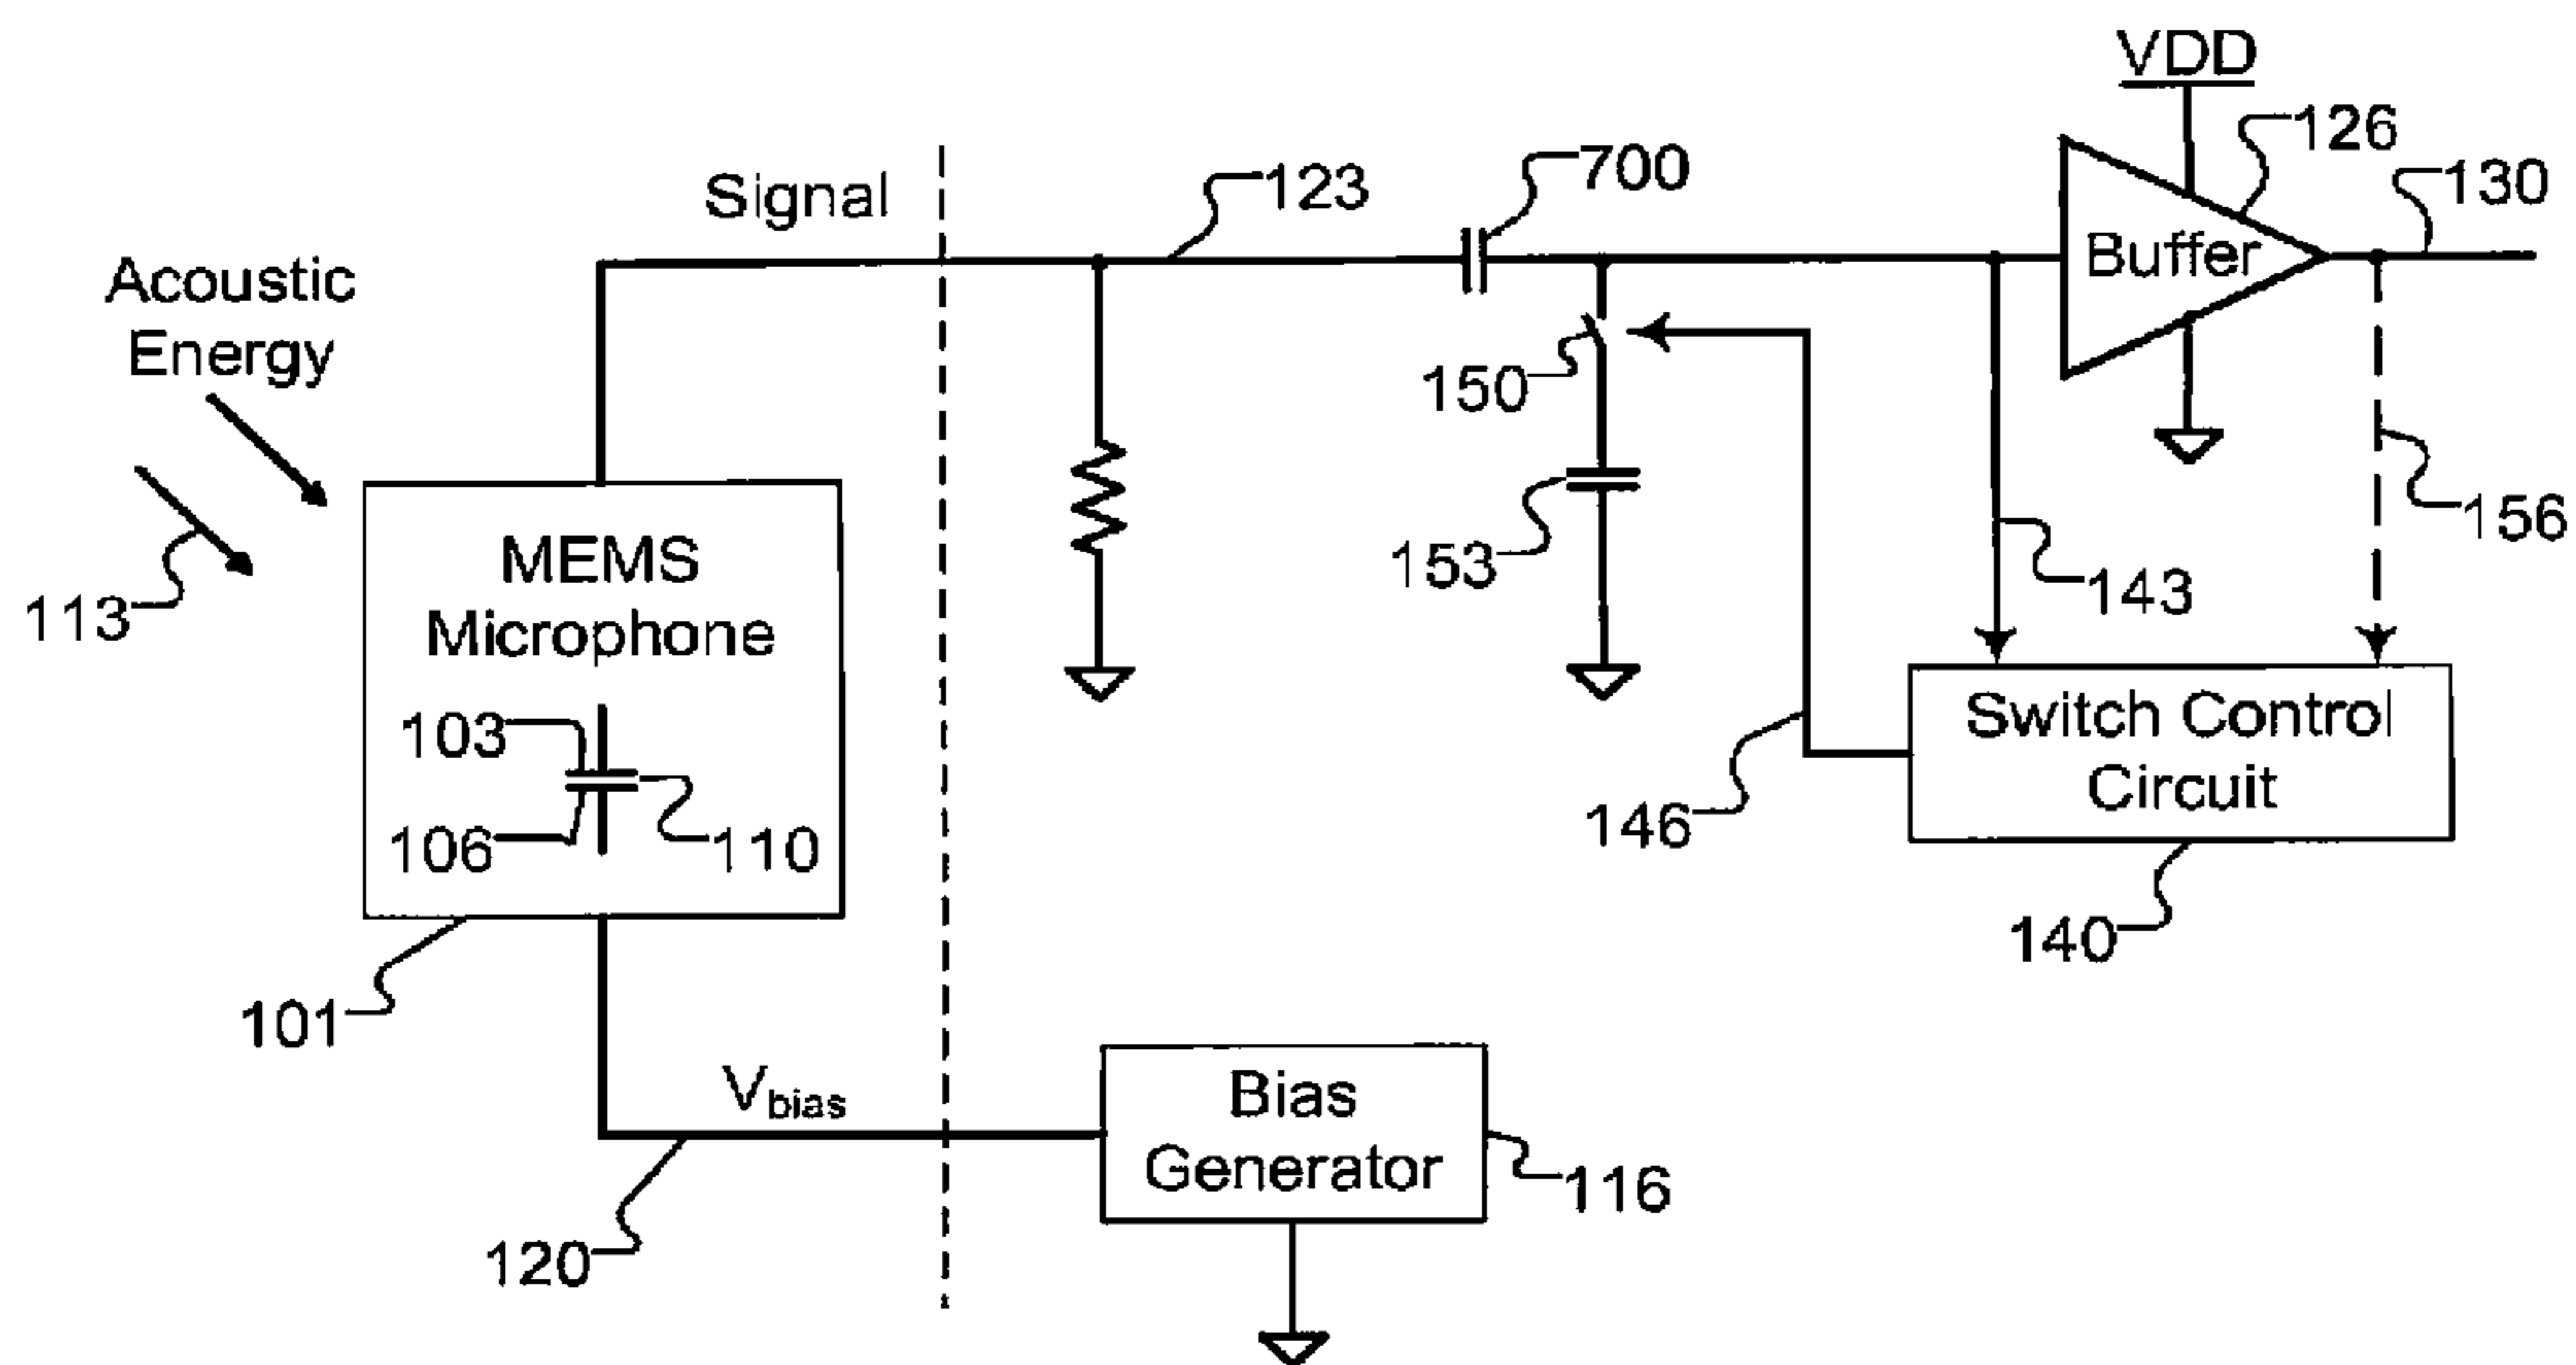 VDD
126
700
130
Signal
123
Buffer
Acoustic
Energy
150
156
MEMS
Microphone
153
143
113
103
Switch Control
Circuit
106
110
146
140
101
Vbias
Bias
Generator
116
120